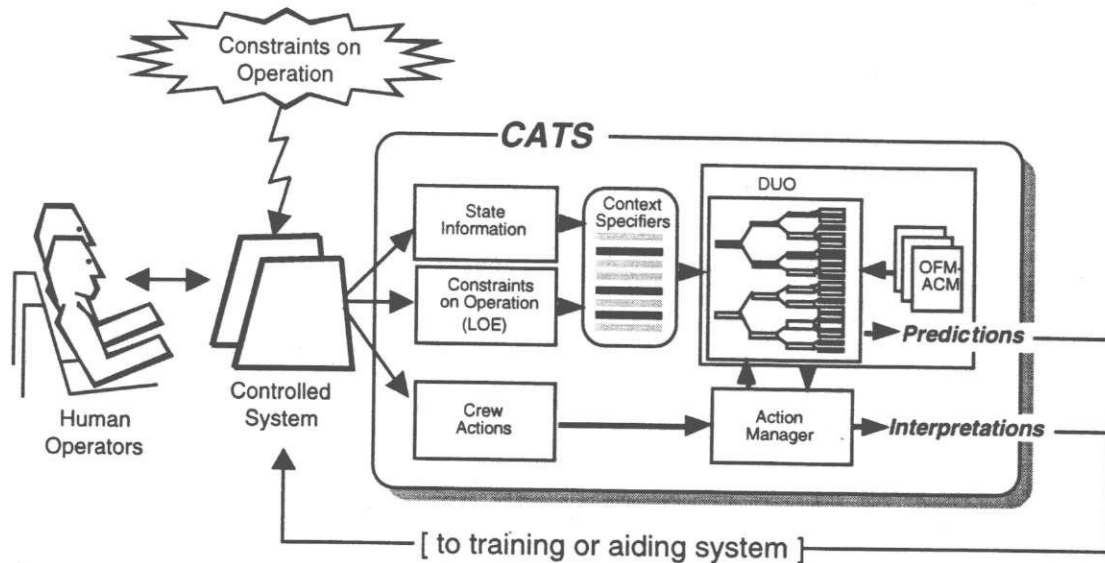 Constraints on
Operation
CATS
State
Information
Context
Specifiers
DUO
OFM-
ACM
Constraints
on Operation
(LOE)
Predictions
Human
Operators
Controlled
System
Crew
Actions
Action
Manager
Interpretations
[ to training or aiding system ]